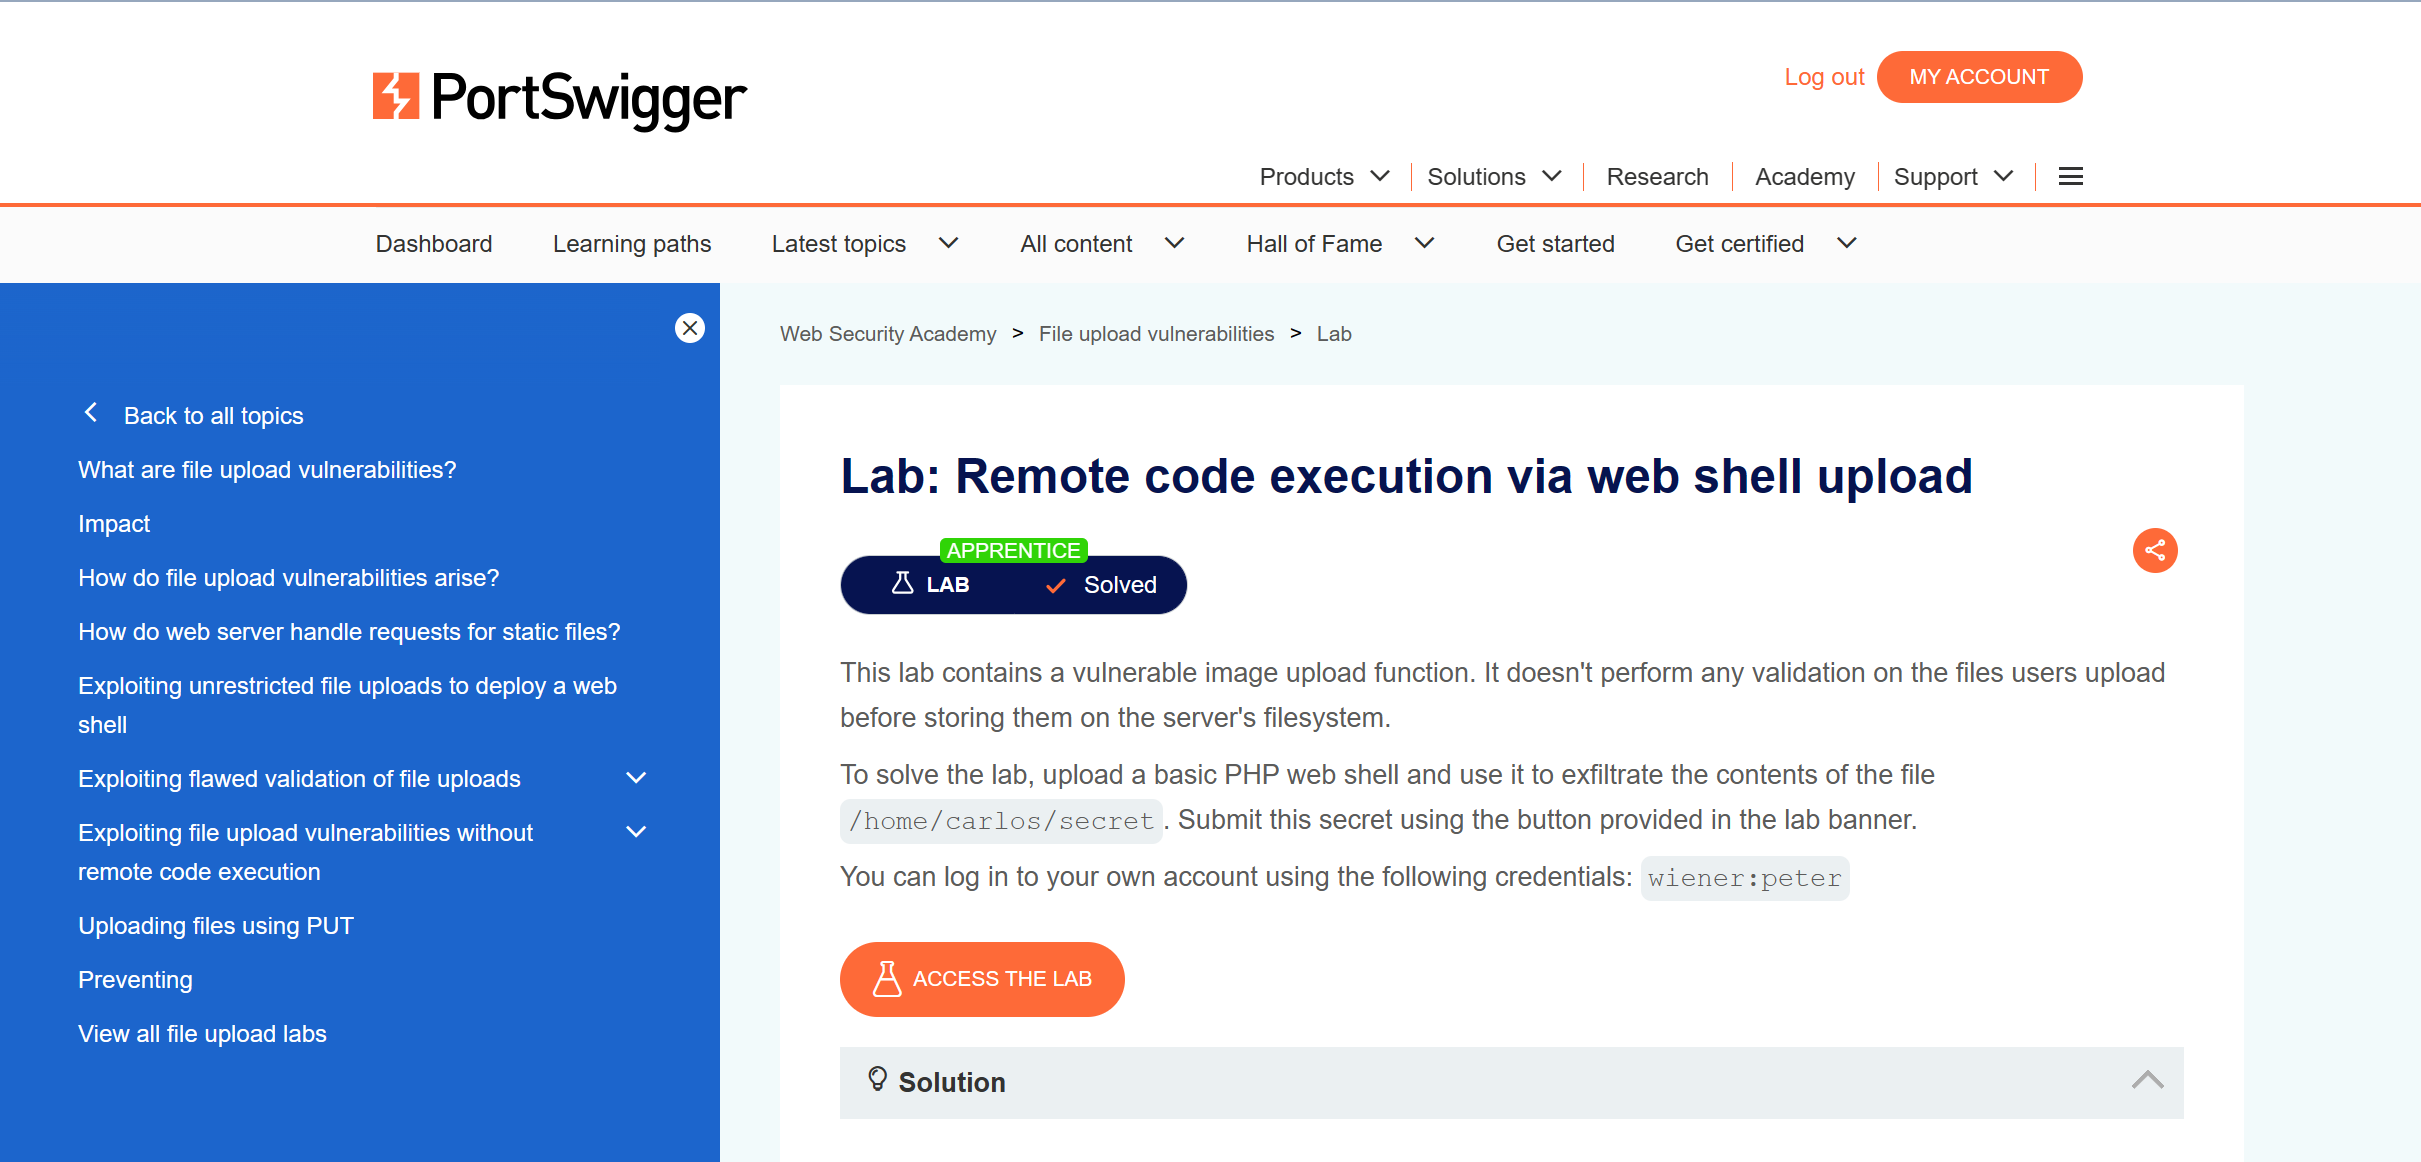 PortSwigger
Log out
MY ACCOUNT
Products
Solutions
Research
Academy
Support
Dashboard
Learning paths
Latest topics
All content
Hall of Fame
Get started
Get certified
Back to all topics
What are file upload vulnerabilities?
Impact
How do file upload vulnerabilities arise?
How do web server handle requests for static files?
Exploiting unrestricted file uploads to deploy a web
shell
Exploiting flawed validation of file uploads
Exploiting file upload vulnerabilities without
remote code execution
Uploading files using PUT
Preventing
View all file upload labs
Web Security Academy > File upload vulnerabilities > Lab
Lab: Remote code execution via web shell upload
APPRENTICE
LAB
Solved
This lab contains a vulnerable image upload function. It doesn't perform any validation on the files users upload
before storing them on the server's filesystem.
To solve the lab, upload a basic PHP web shell and use it to exfiltrate the contents of the file
/home/carlos/secret. Submit this secret using the button provided in the lab banner.
You can log in to your own account using the following credentials: wiener:peter
ACCESS THE LAB
Solution